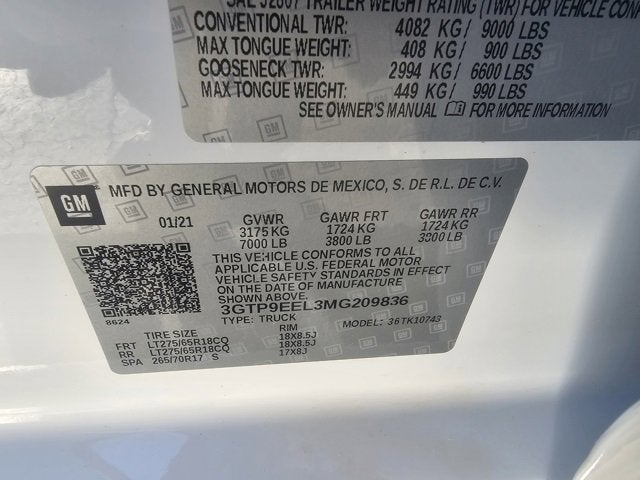 SAE J2807 TRAILER WEIGHT RATING (TWR) FOR VEHICLE CON
CONVENTIONAL TWR: 4082 KG/ 9000 LBS
MAX TONGUE WEIGHT: 408 KG/ 900 LBS
GOOSENECK TWR: 2994 KG/ 6600 LBS
MAX TONGUE WEIGHT: 449 KG/ 990 LBS
SEE OWNER'S MANUAL FOR MORE INFORMATION
GM MFD BY GENERAL MOTORS DE MEXICO, S. DE R.L. DE C.V.
01/21 GVWR GAWR FRT GAWR RR
3175 KG 1724 KG 1724 KG
7000 LB 3800 LB 3800 LB
THIS VEHICLE CONFORMS TO ALL
APPLICABLE U.S. FEDERAL MOTOR
VEHICLE SAFETY STANDARDS IN EFFECT
ON THE DATE OF MANUFACTURE
SHOWN ABOVE.
3GTP9EEL3MG209836
8624 TYPE: TRUCK MODEL: 36TK10743
TIRE SIZE RIM
FRT LT275/65R18CQ 18X8.5J
RR LT275/65R18CQ 18X8.5J
SPA 265/70R17 S 17X8J